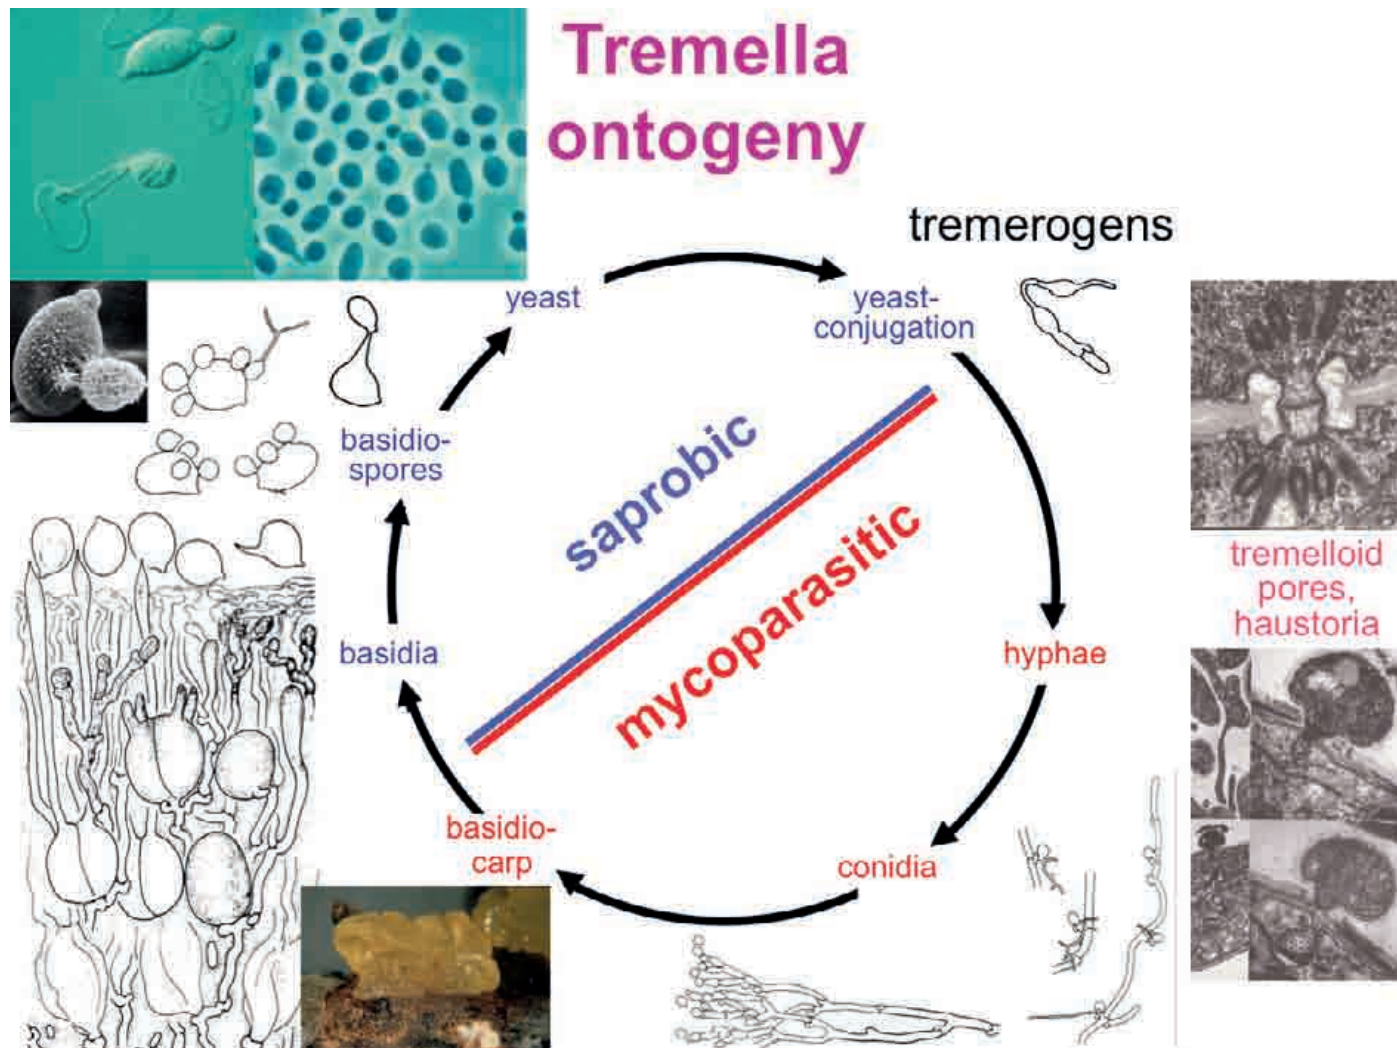 Tremella
ontogeny
tremerogens
yeast
yeast-
conjugation
basidio-
spores
saprobic
mycoparasitic
tremelloid
pores,
haustoria
basidia
hyphae
basidio-
carp
conidia